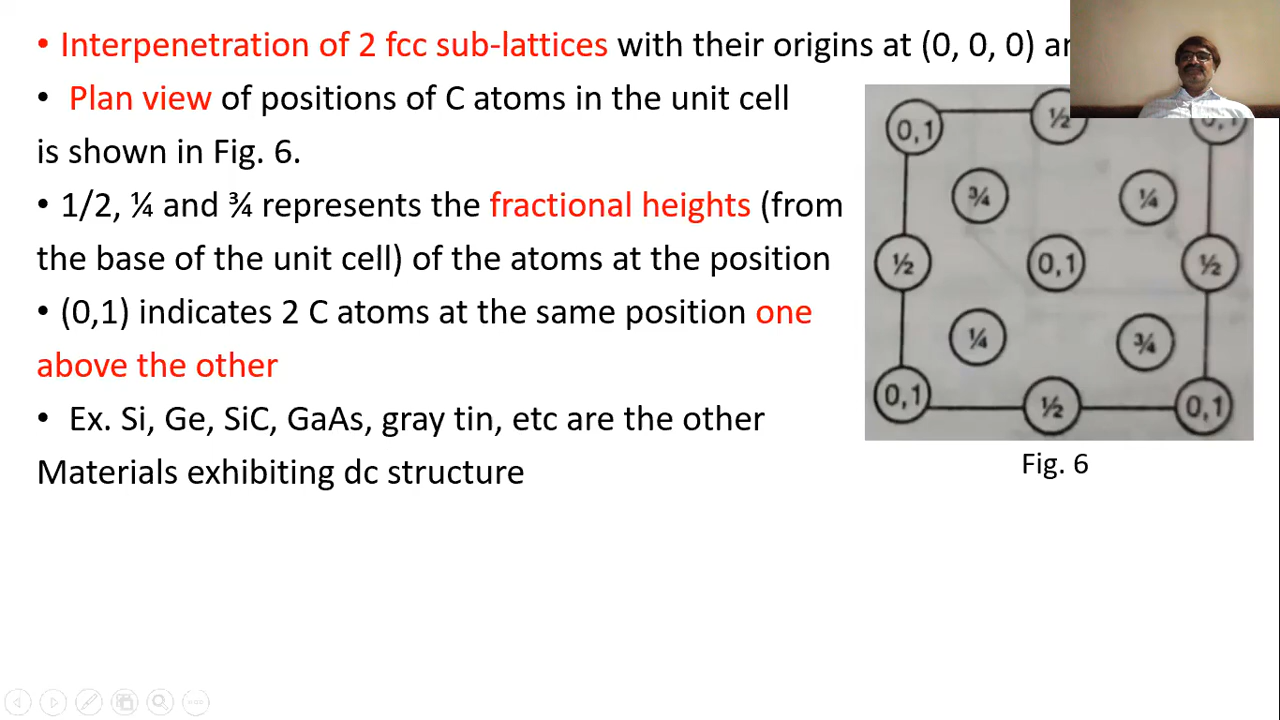 • Interpenetration of 2 fcc sub-lattices with their origins at (0, 0, 0)
• Plan view of positions of C atoms in the unit cell
is shown in Fig. 6.
• 1/2, ¼ and ¾ represents the fractional heights (from
the base of the unit cell) of the atoms at the position
• (0,1) indicates 2 C atoms at the same position one
above the other
• Ex. Si, Ge, SiC, GaAs, gray tin, etc are the other
Materials exhibiting dc structure
0,1 ½ 0,1
¾ ¼
½ 0,1 ½
¼ ¾
0,1 ½ 0,1
Fig. 6